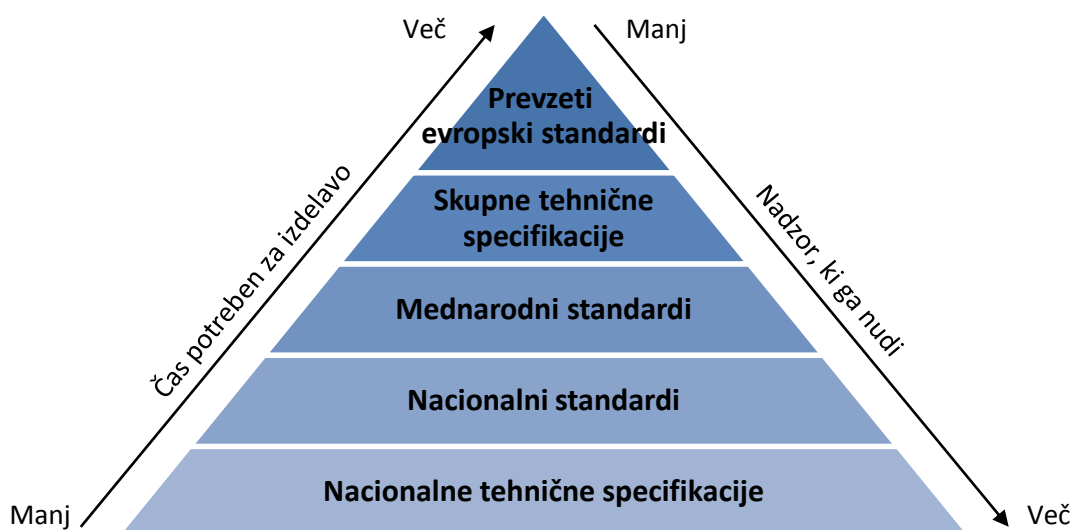 Več
Manj
Prevzeti
evropski standardi
Skupne tehnične
specifikacije
Čas potreben za izdelavo
Nadzor, ki ga nudi
Mednarodni standardi
Nacionalni standardi
Nacionalne tehnične specifikacije
Manj
Več